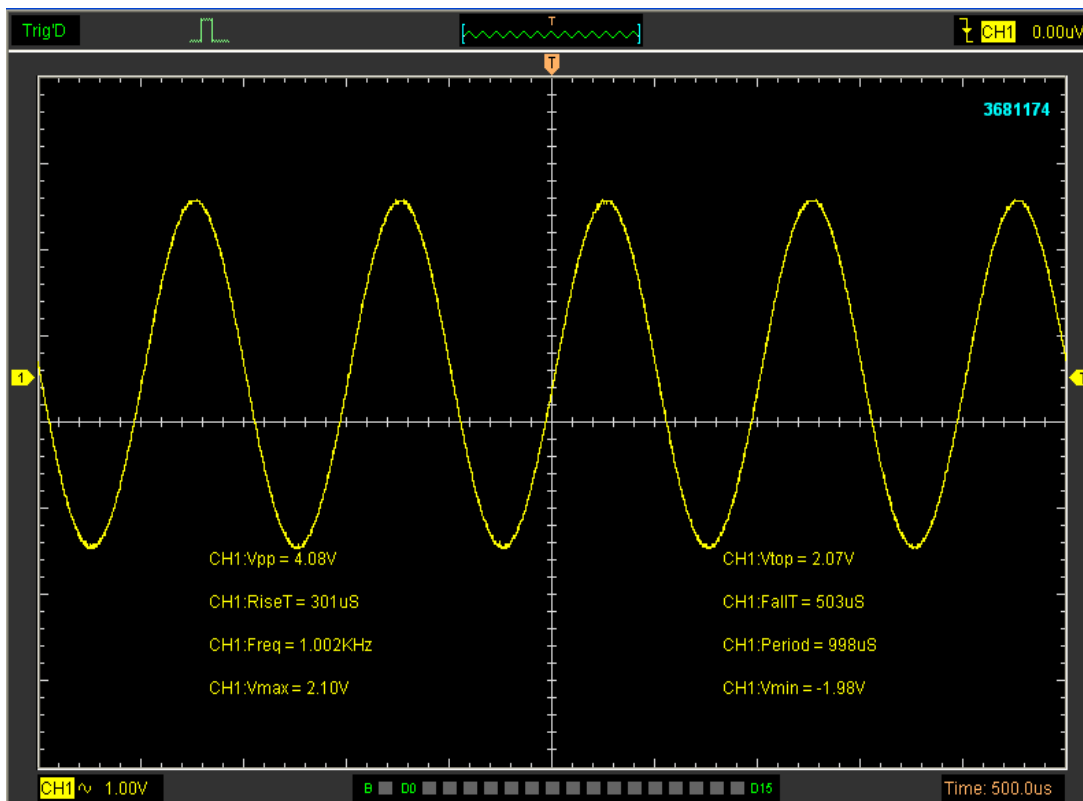 Trig'D
T
CH1 0.00uV
T
3681174
1
T
CH1:Vpp = 4.08V
CH1:Vtop = 2.07V
CH1:RiseT = 301uS
CH1:FallT = 503uS
CH1:Freq = 1.002KHz
CH1:Period = 998uS
CH1:Vmax = 2.10V
CH1:Vmin = -1.98V
CH1 ~ 1.00V
B D0 D15
Time: 500.0us